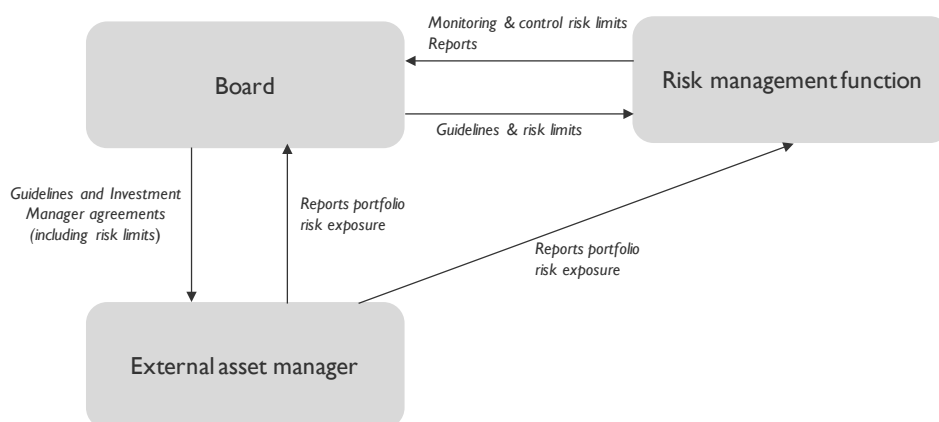 Monitoring & control risk limits
Reports
Board
Risk management function
Guidelines & risk limits
Guidelines and Investment
Manager agreements
(including risk limits)
Reports portfolio
risk exposure
Reports portfolio
risk exposure
External asset manager